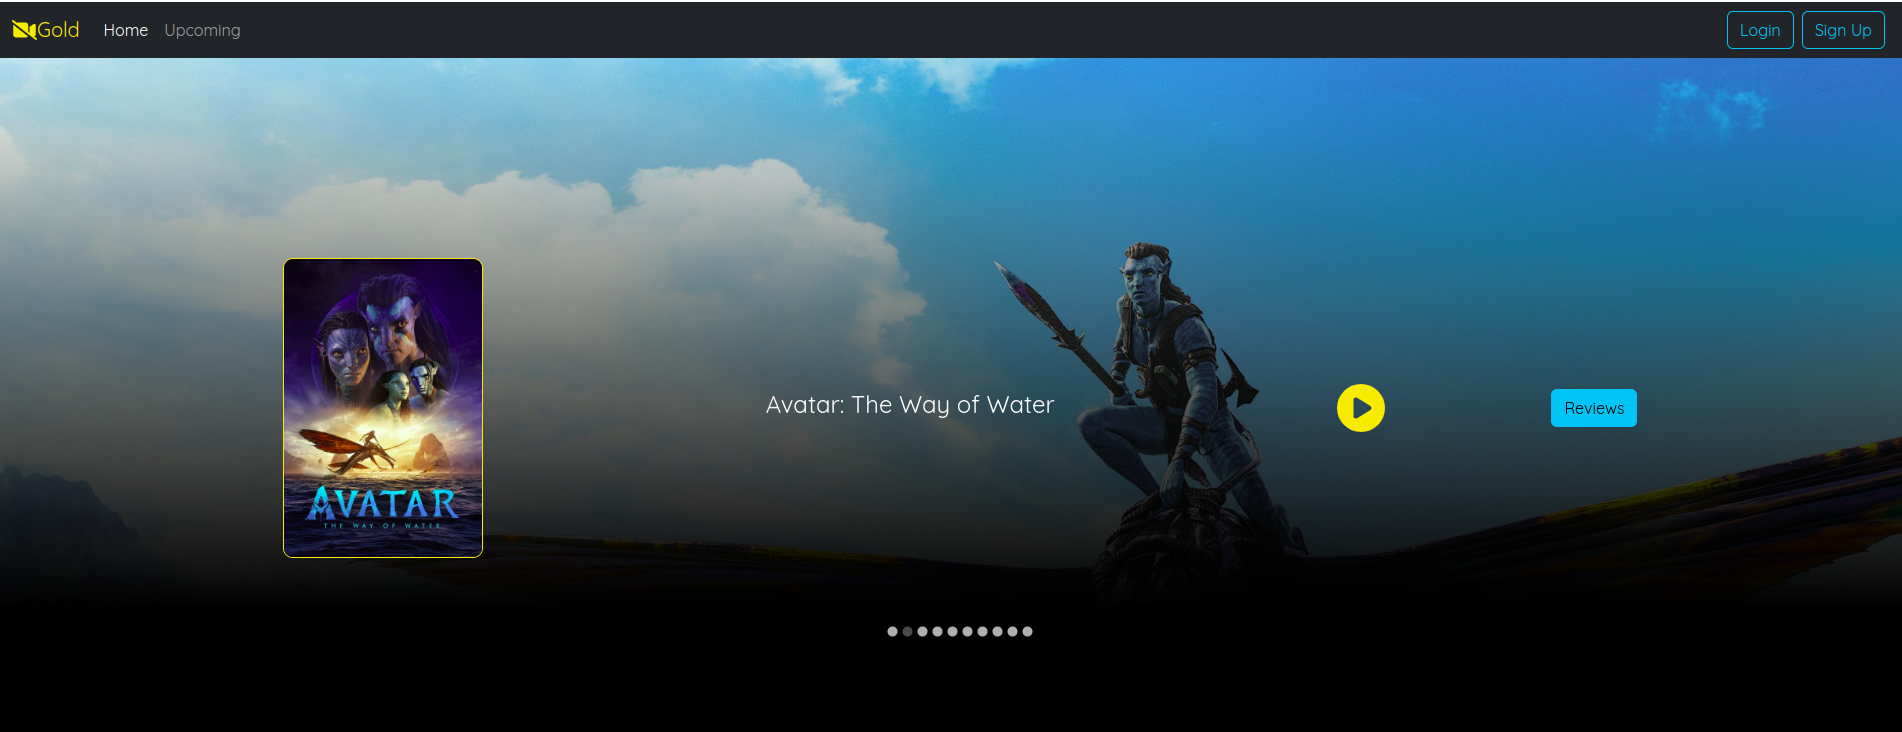 Gold Home Upcoming Login Sign Up
Avatar: The Way of Water
Reviews
AVATAR
THE WAY OF WATER